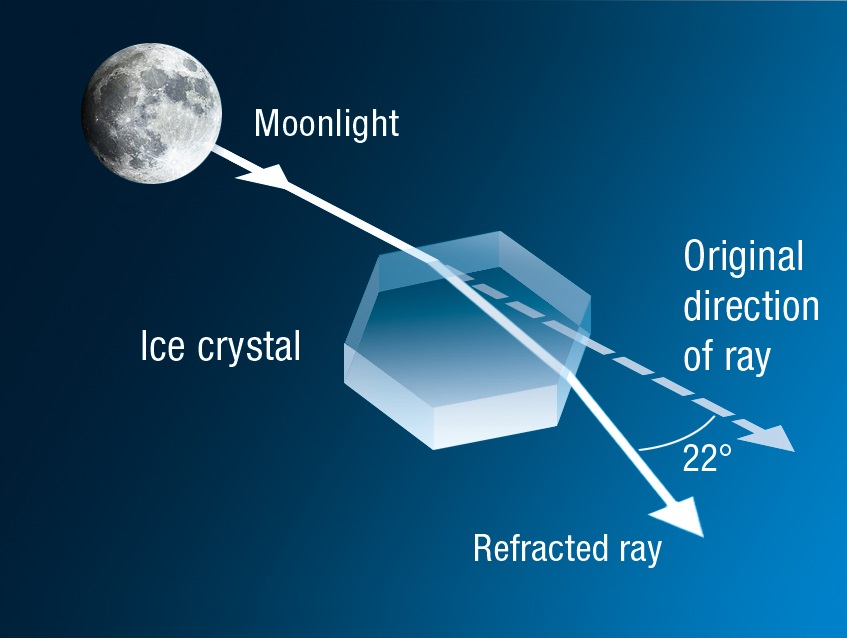 Moonlight
Original
direction
of ray
Ice crystal
22°
Refracted ray